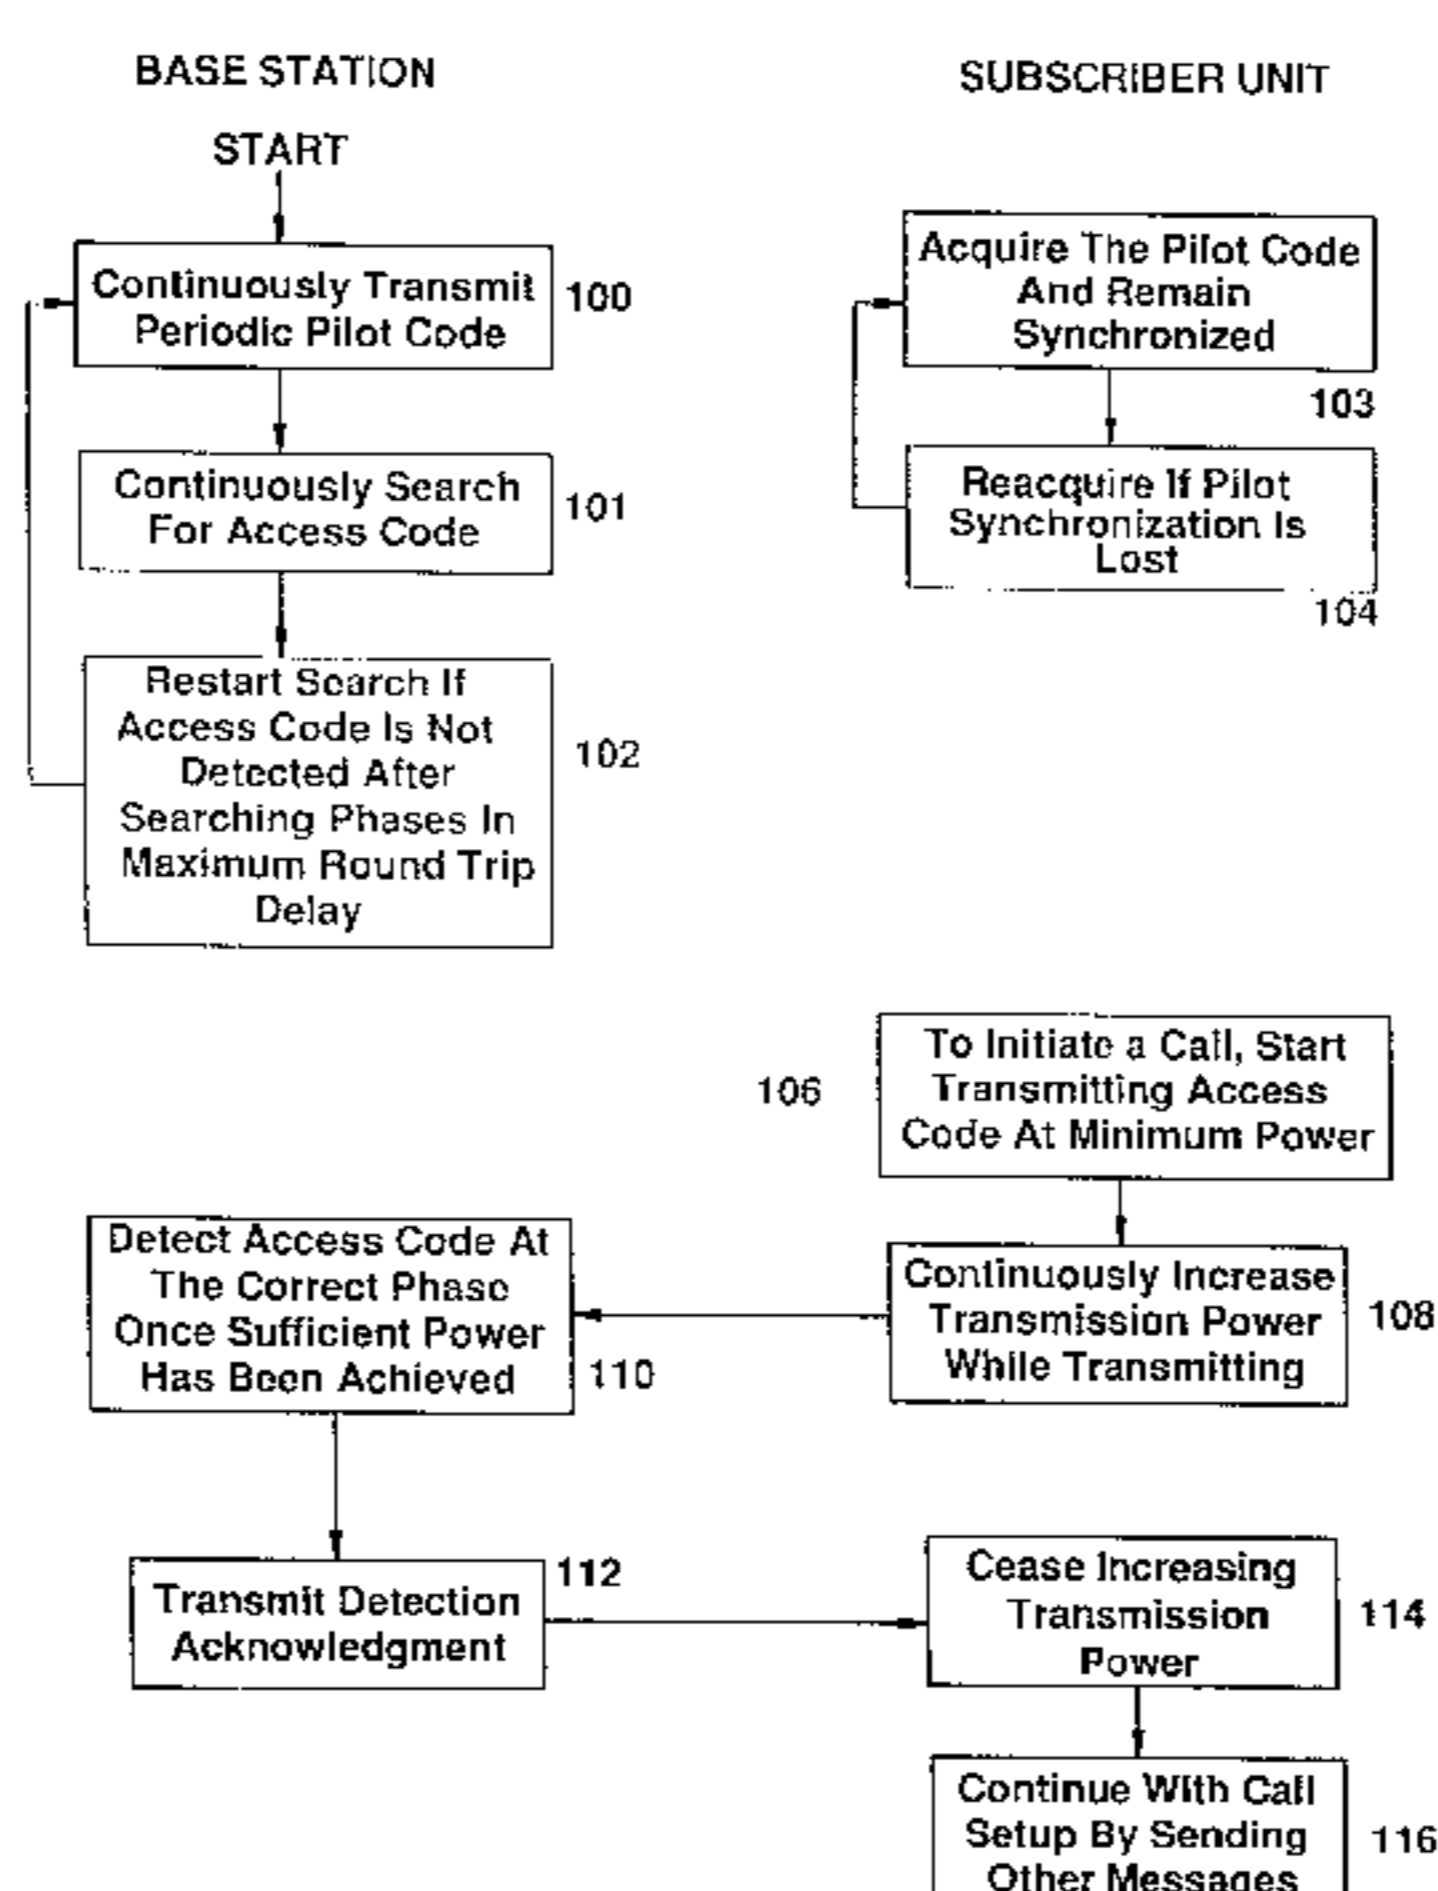 BASE STATION
START
Continuously Transmit
Periodic Pilot Code
100
Continuously Search
For Access Code
101
Restart Search If
Access Code Is Not
Detected After
Searching Phases In
Maximum Round Trip
Delay
102
SUBSCRIBER UNIT
Acquire The Pilot Code
And Remain
Synchronized
103
Reacquire If Pilot
Synchronization Is
Lost
104
106
To Initiate a Call, Start
Transmitting Access
Code At Minimum Power
Continuously Increase
Transmission Power
While Transmitting
108
Detect Access Code At
The Correct Phase
Once Sufficient Power
Has Been Achieved
110
Transmit Detection
Acknowledgment
112
Cease Increasing
Transmission
Power
114
Continue With Call
Setup By Sending
Other Messages
116